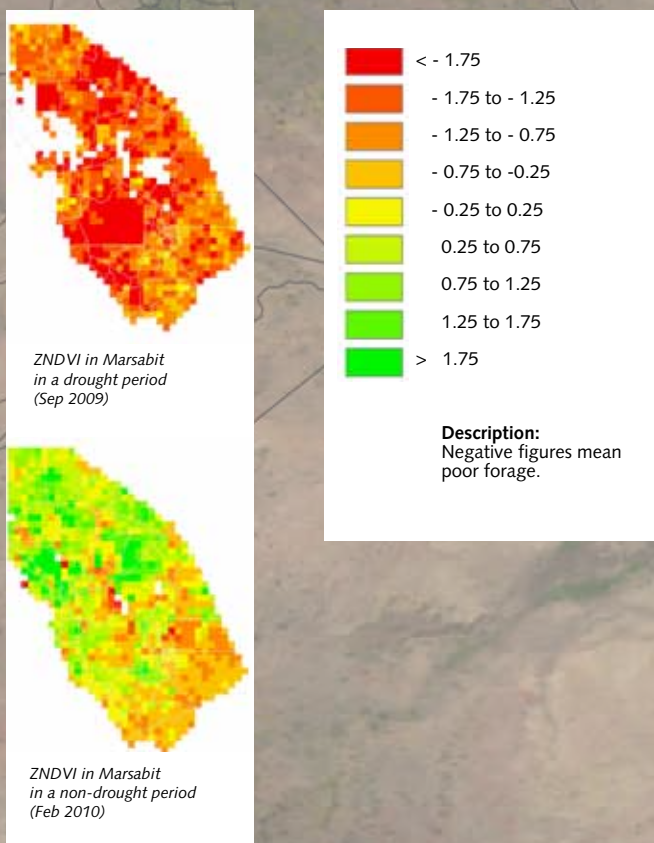 ZNDVI in Marsabit
in a drought period
(Sep 2009)
ZNDVI in Marsabit
in a non-drought period
(Feb 2010)
< - 1.75
- 1.75 to - 1.25
- 1.25 to - 0.75
- 0.75 to -0.25
- 0.25 to 0.25
0.25 to 0.75
0.75 to 1.25
1.25 to 1.75
> 1.75
Description:
Negative figures mean
poor forage.